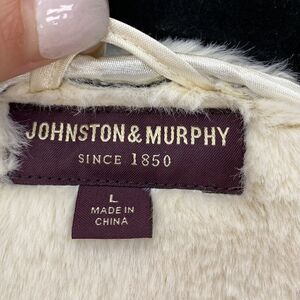 JOHNSTON & MURPHY
SINCE 1850
L
MADE IN
CHINA